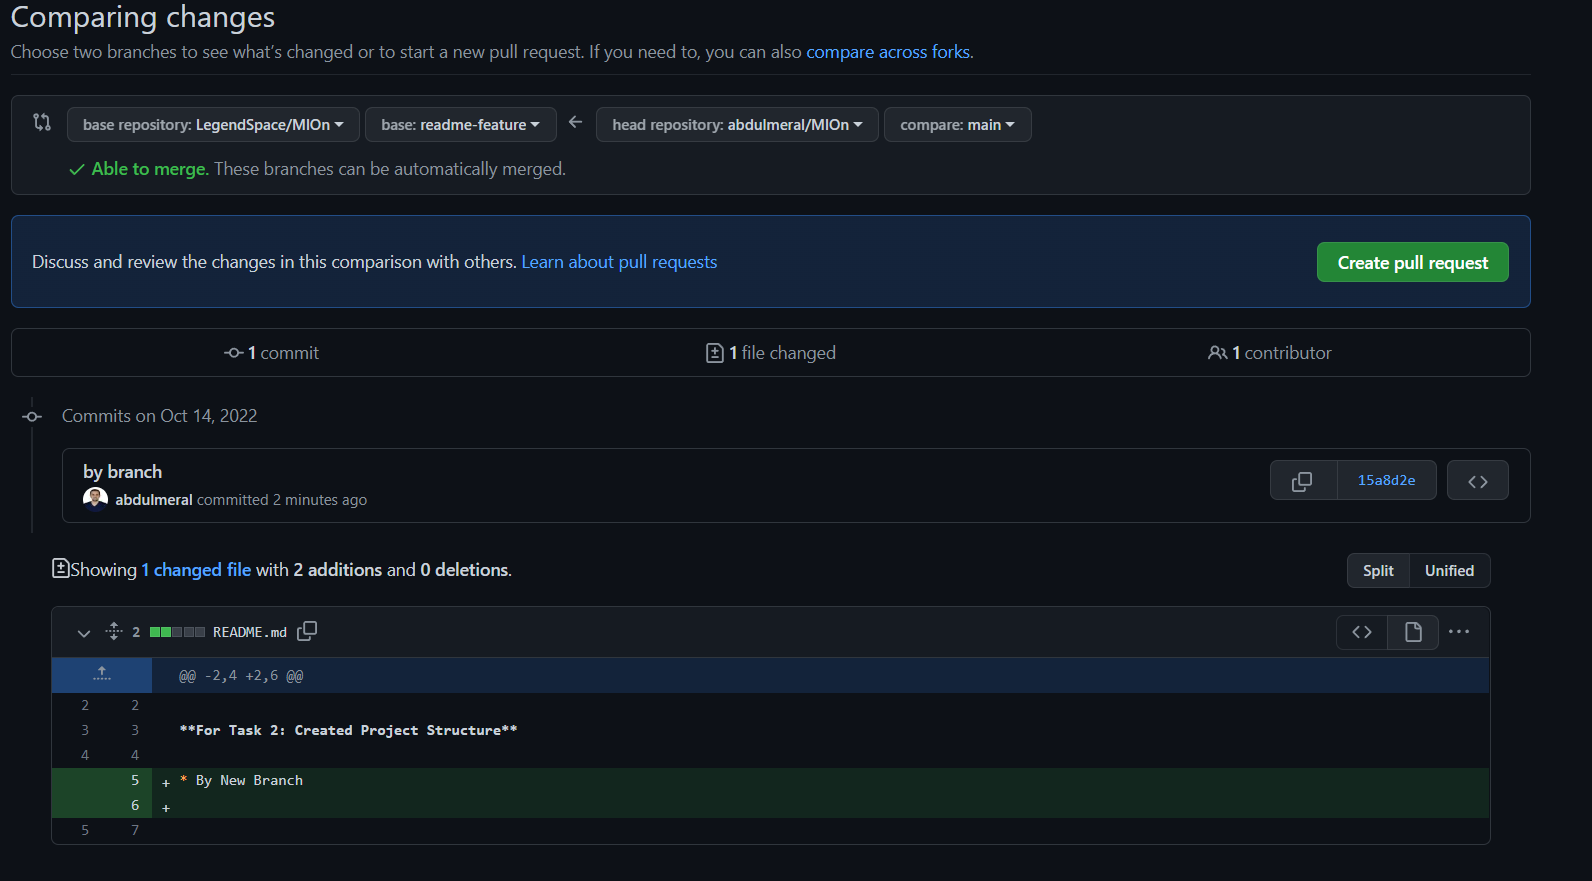 Comparing changes
Choose two branches to see what's changed or to start a new pull request. If you need to, you can also compare across forks.
base repository: LegendSpace/MIOn base: readme-feature head repository: abdulmeral/MIOn compare: main
Able to merge. These branches can be automatically merged.
Discuss and review the changes in this comparison with others. Learn about pull requests Create pull request
1 commit 1 file changed 1 contributor
Commits on Oct 14, 2022
by branch
abdulmeral committed 2 minutes ago 15a8d2e
Showing 1 changed file with 2 additions and 0 deletions. Split Unified
2 README.md
@@ -2,4 +2,6 @@
2 2
3 3 **For Task 2: Created Project Structure**
4 4
5 + * By New Branch
6 +
5 7